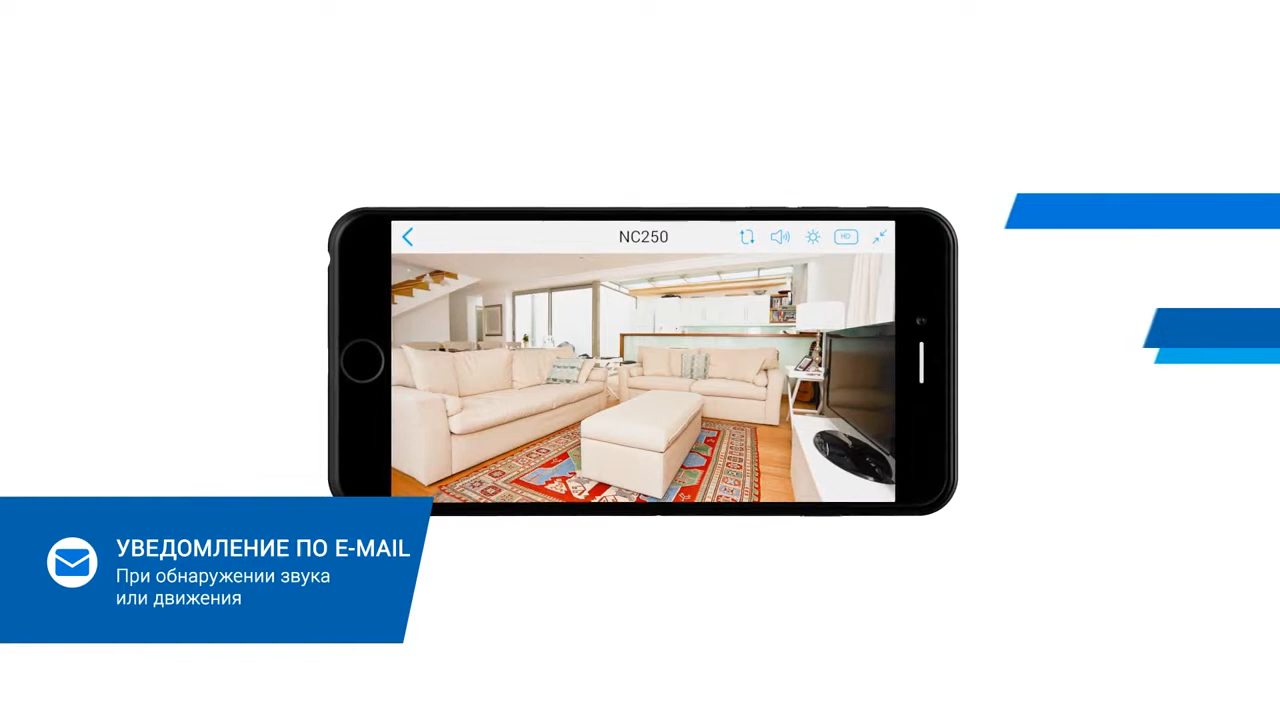 NC250
HD
УВЕДОМЛЕНИЕ ПО E-MAIL
При обнаружении звука
или движения